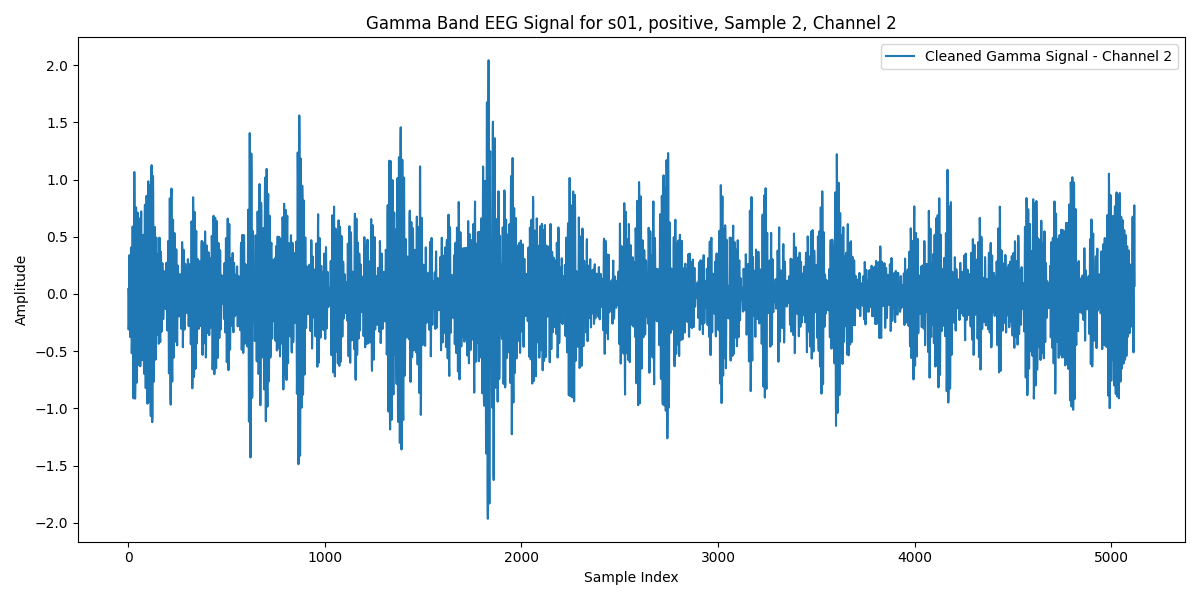 Gamma Band EEG Signal for s01, positive, Sample 2, Channel 2
Cleaned Gamma Signal - Channel 2
Amplitude
2.0
1.5
1.0
0.5
0.0
−0.5
−1.0
−1.5
−2.0
0 1000 2000 3000 4000 5000
Sample Index